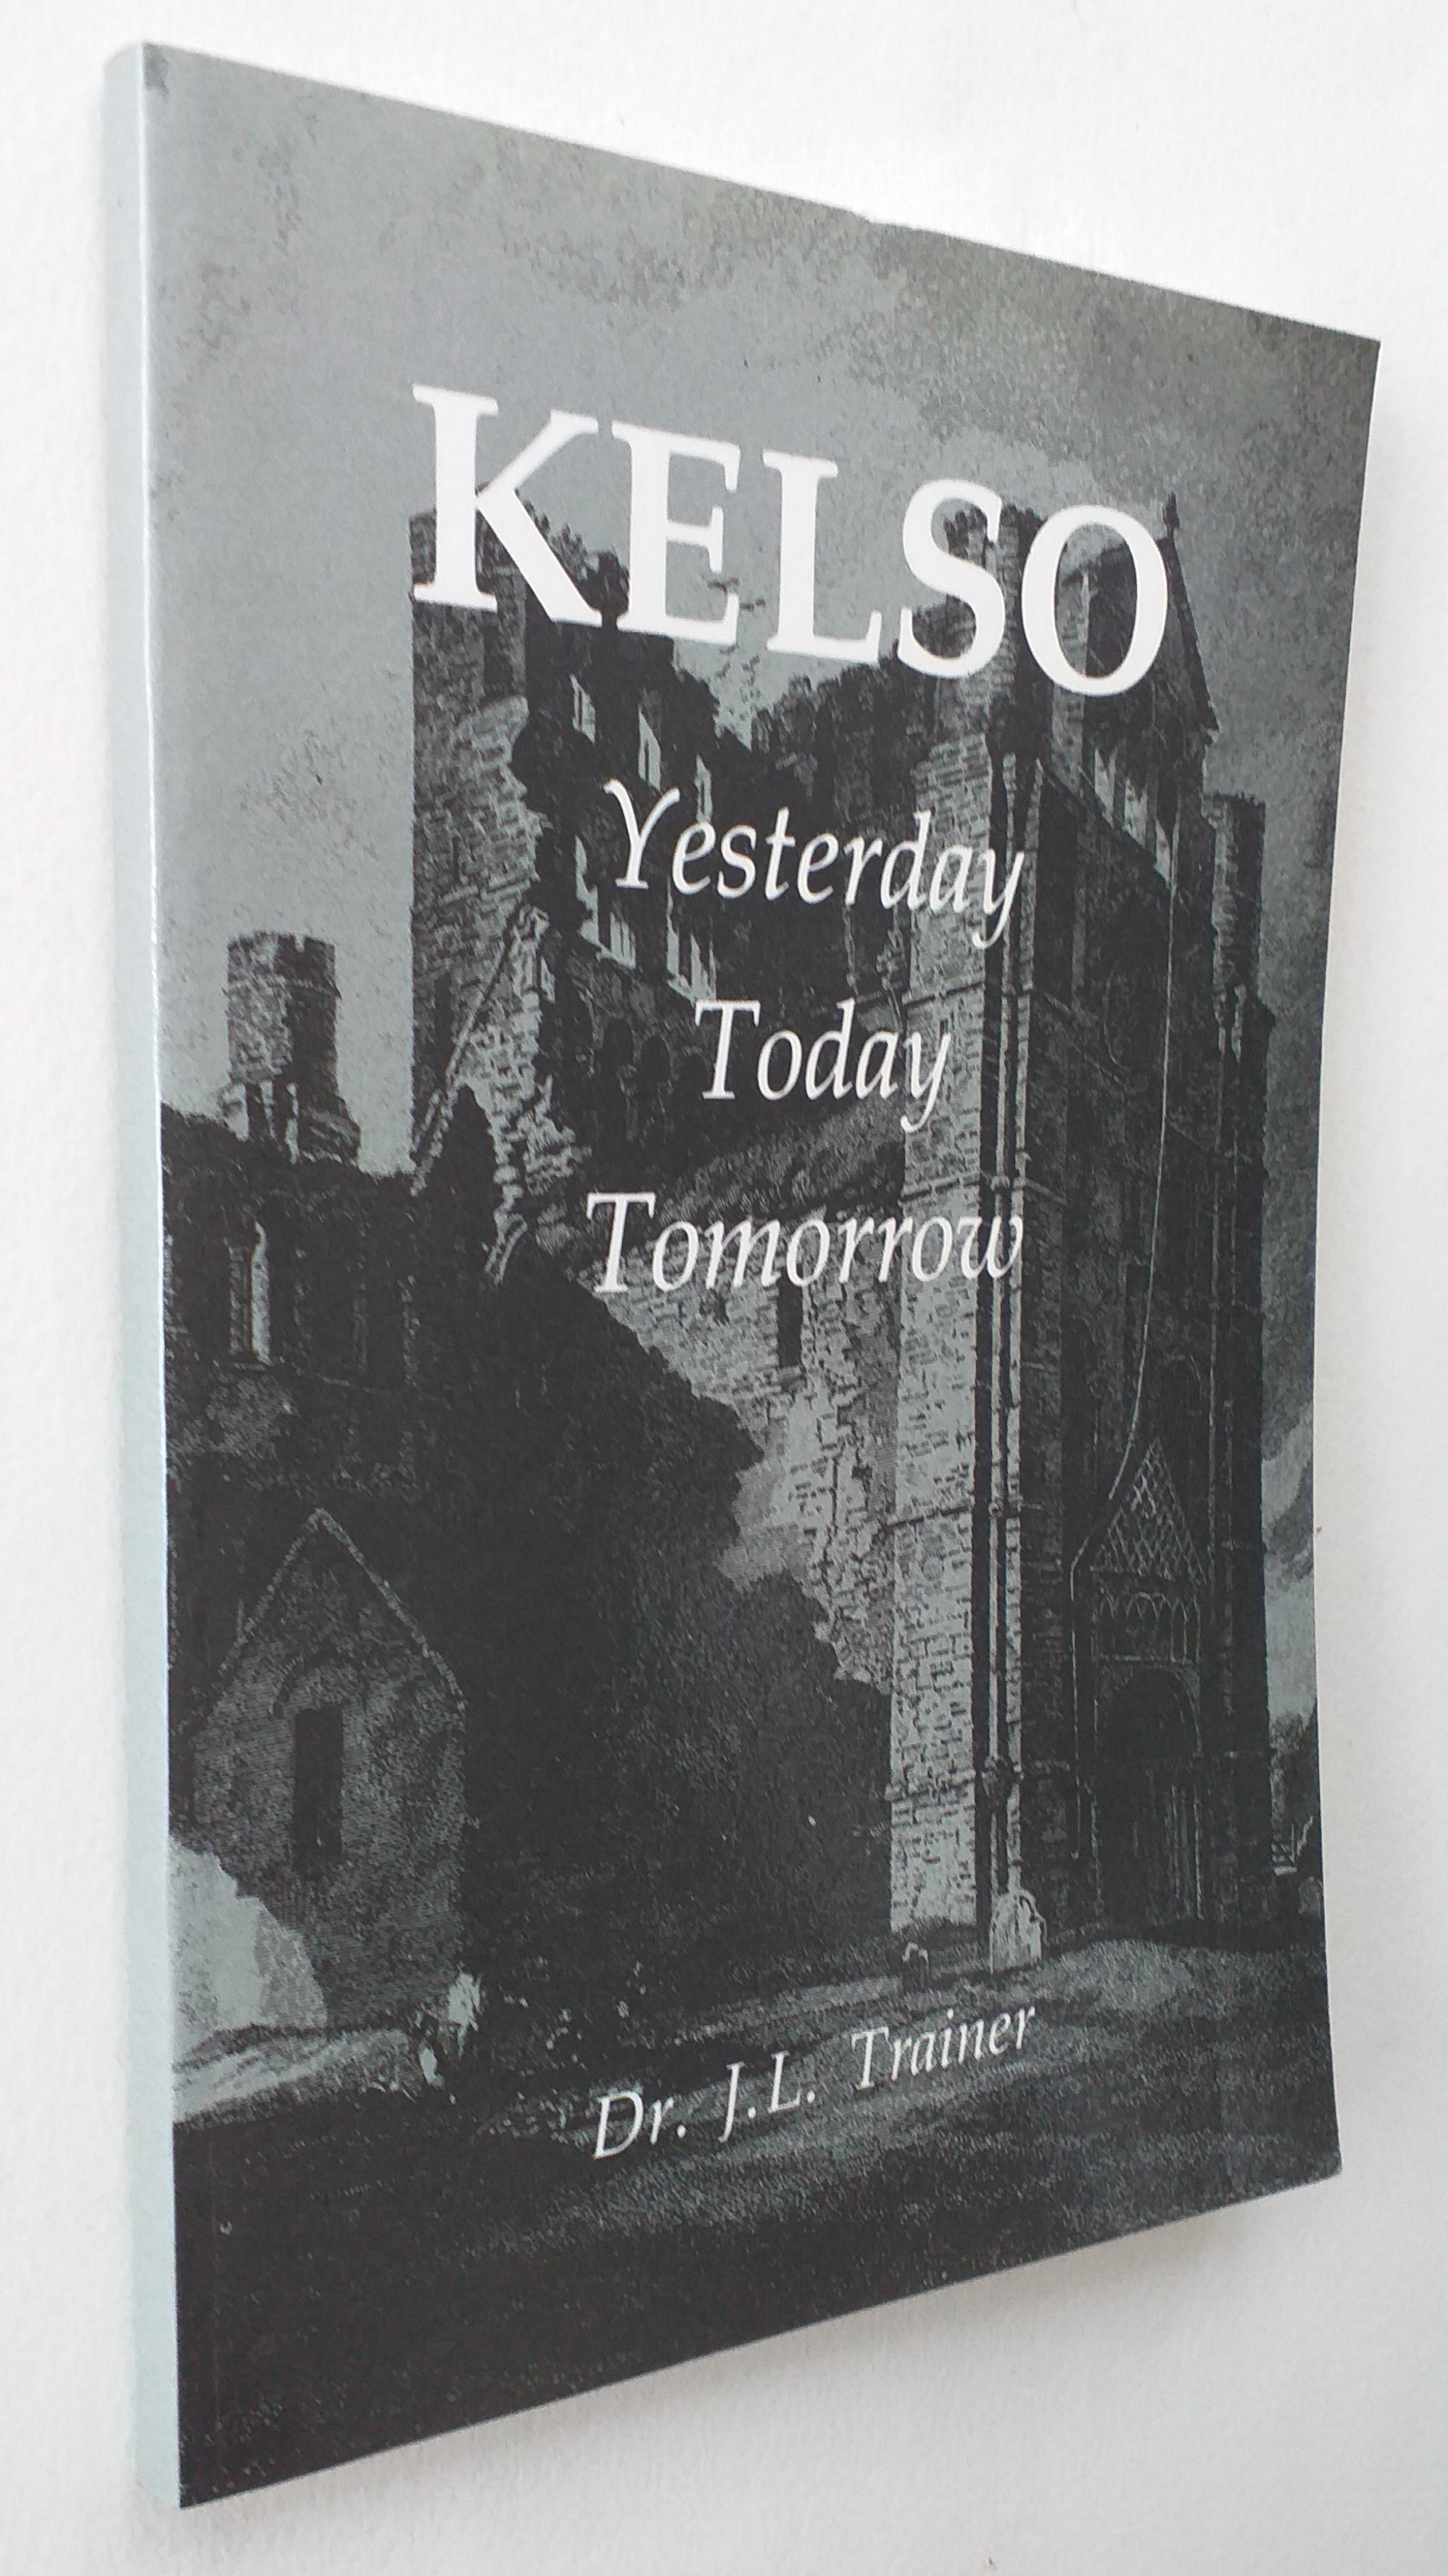 KELSO
Yesterday
Today
Tomorrow
Dr. J.L. Trainer